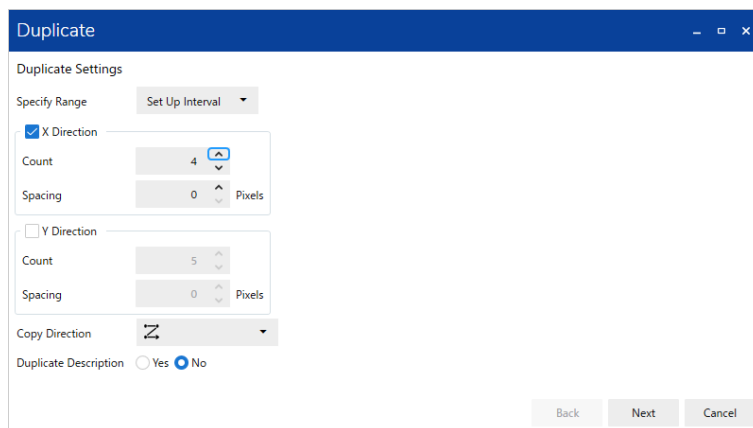 Duplicate
Duplicate Settings
Specify Range Set Up Interval
X Direction
Count 4
Spacing 0 Pixels
Y Direction
Count 5
Spacing 0 Pixels
Copy Direction
Duplicate Description Yes No
Back Next Cancel